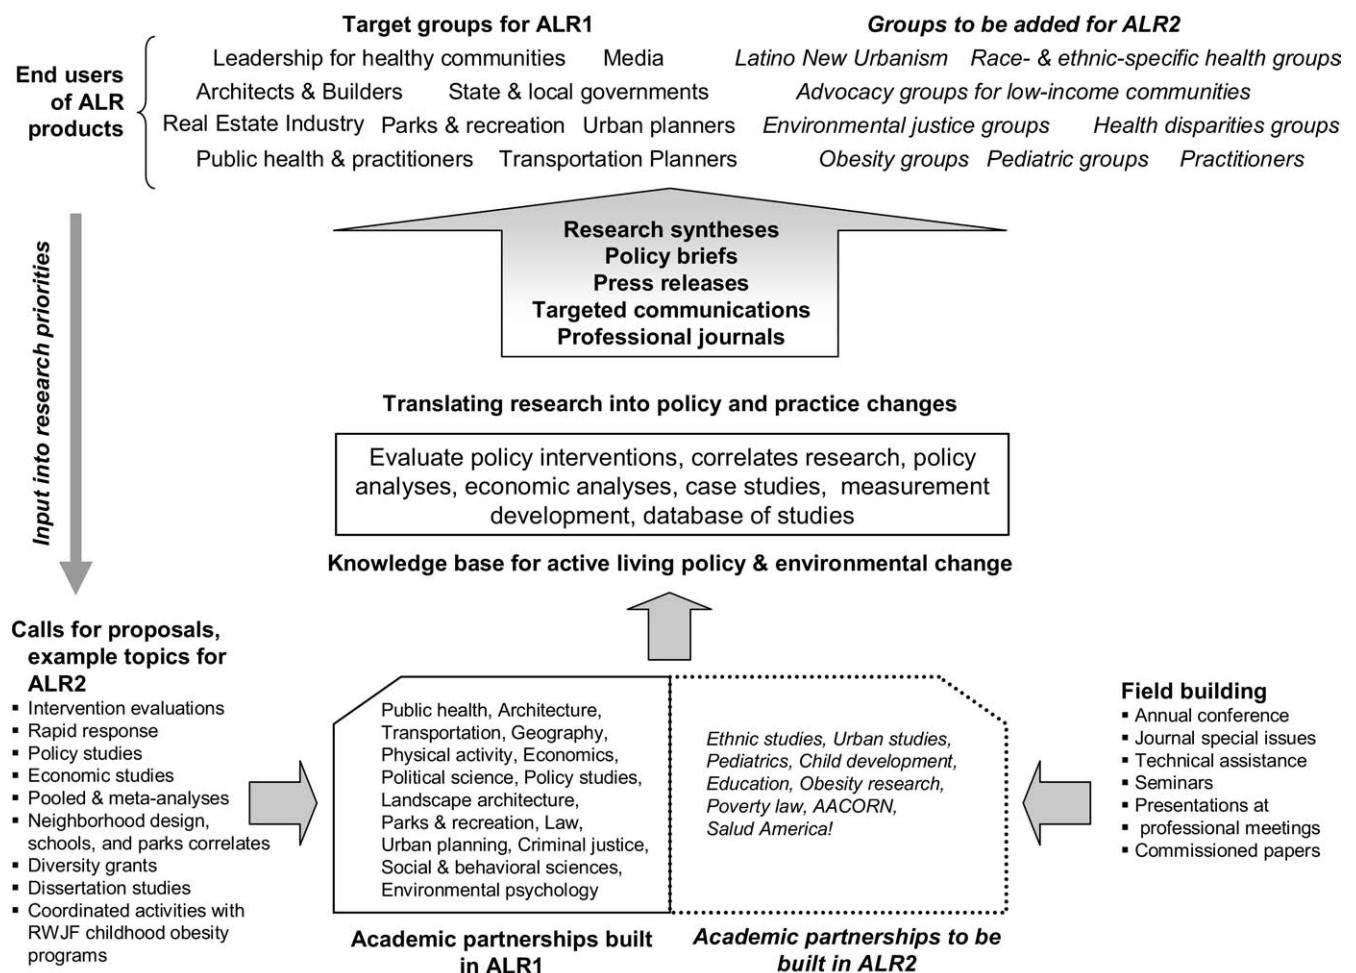 Target groups for ALR1
Groups to be added for ALR2
End users
of ALR
products
Leadership for healthy communities Media
Architects & Builders State & local governments
Real Estate Industry Parks & recreation Urban planners
Public health & practitioners Transportation Planners
Latino New Urbanism Race- & ethnic-specific health groups
Advocacy groups for low-income communities
Environmental justice groups Health disparities groups
Obesity groups Pediatric groups Practitioners
Research syntheses
Policy briefs
Press releases
Targeted communications
Professional journals
Input into research priorities
Translating research into policy and practice changes
Evaluate policy interventions, correlates research, policy
analyses, economic analyses, case studies, measurement
development, database of studies
Knowledge base for active living policy & environmental change
Calls for proposals,
example topics for
ALR2
▪ Intervention evaluations
▪ Rapid response
▪ Policy studies
▪ Economic studies
▪ Pooled & meta-analyses
▪ Neighborhood design,
schools, and parks correlates
▪ Diversity grants
▪ Dissertation studies
▪ Coordinated activities with
RWJF childhood obesity
programs
Public health, Architecture,
Transportation, Geography,
Physical activity, Economics,
Political science, Policy studies,
Landscape architecture,
Parks & recreation, Law,
Urban planning, Criminal justice,
Social & behavioral sciences,
Environmental psychology
Academic partnerships built
in ALR1
Ethnic studies, Urban studies,
Pediatrics, Child development,
Education, Obesity research,
Poverty law, AACORN,
Salud America!
Academic partnerships to be
built in ALR2
Field building
▪ Annual conference
▪ Journal special issues
▪ Technical assistance
▪ Seminars
▪ Presentations at
▪ professional meetings
▪ Commissioned papers